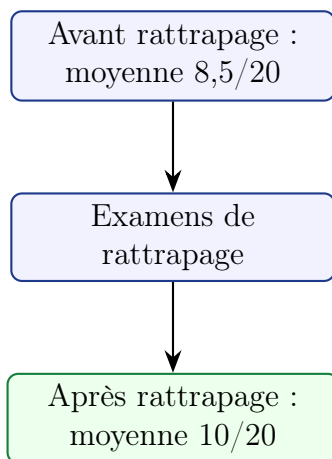 Avant rattrapage :
moyenne 8,5/20
Examens de
rattrapage
Après rattrapage :
moyenne 10/20